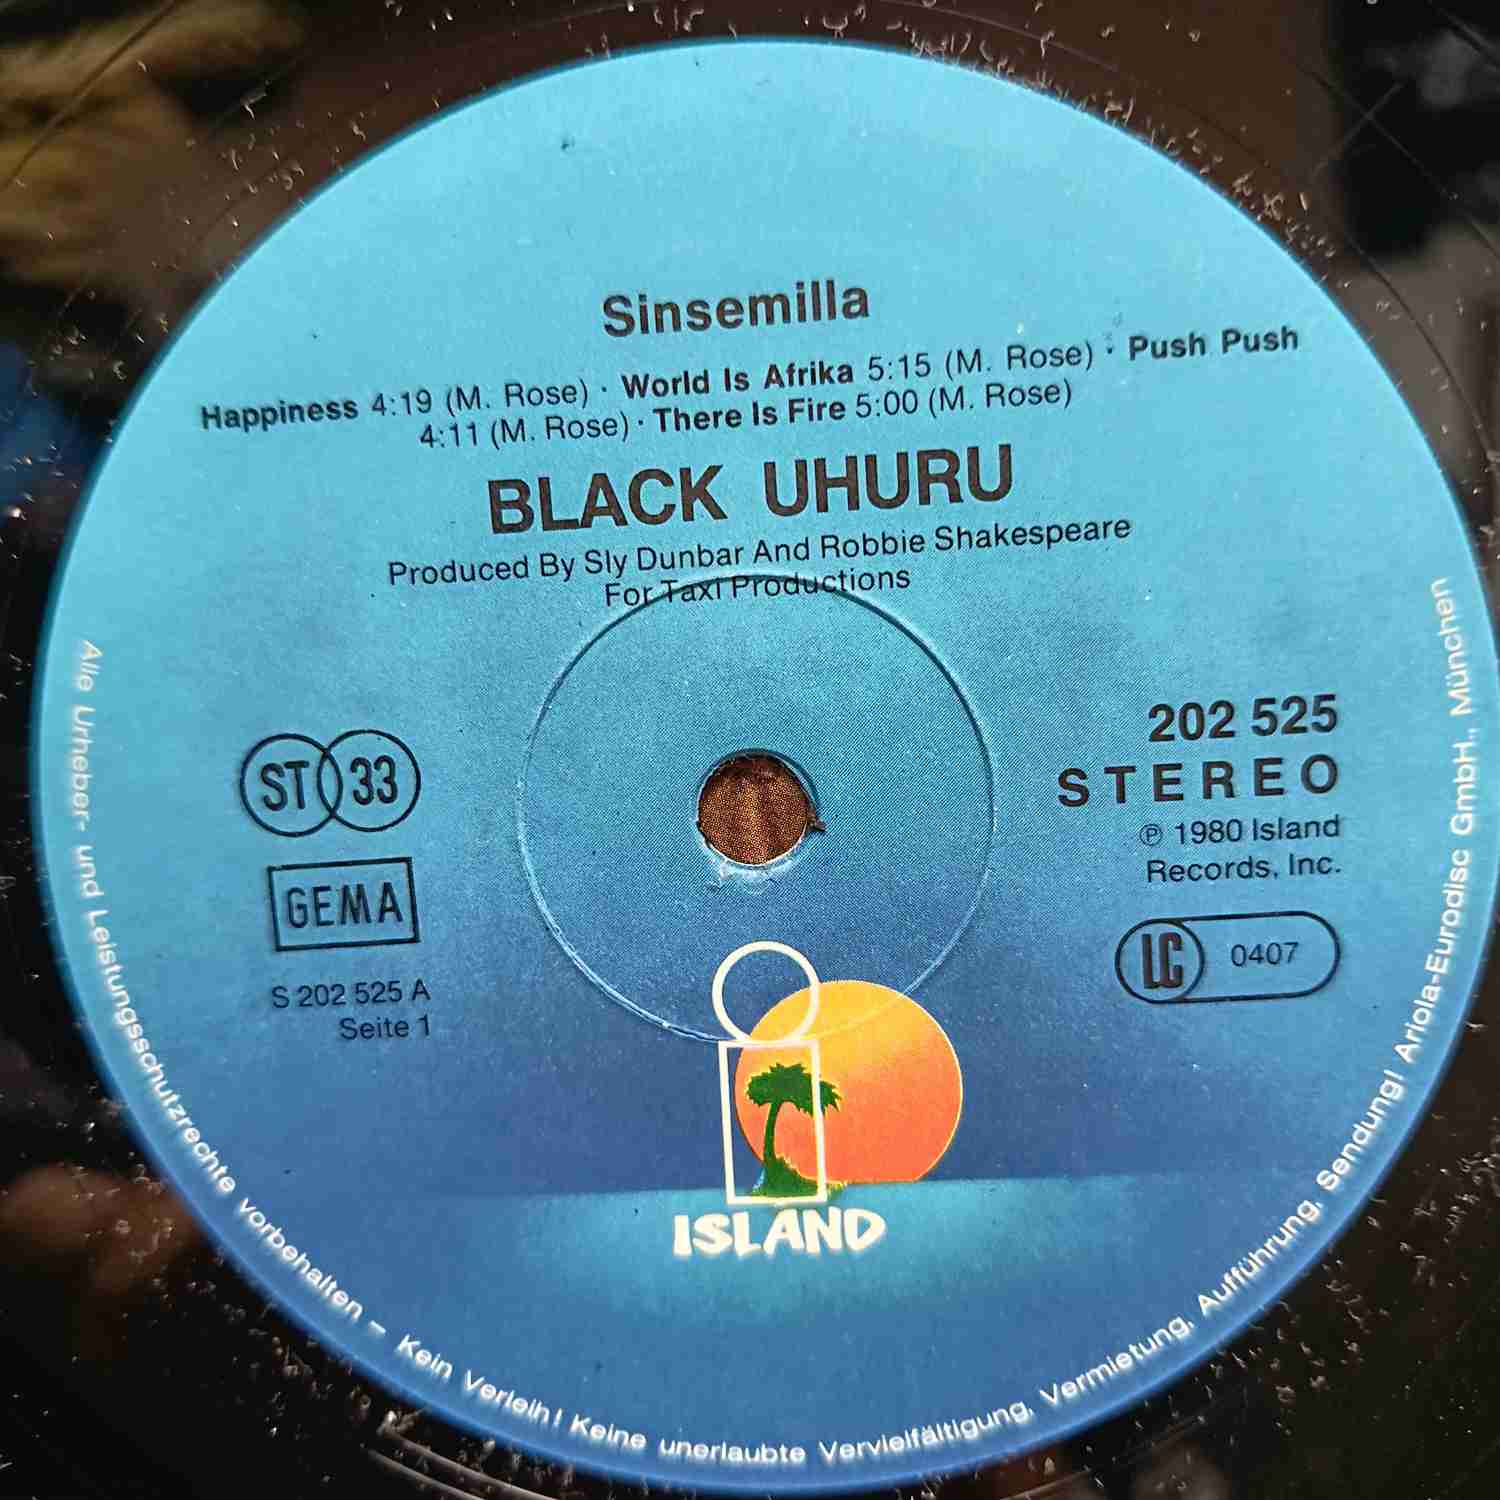 Sinsemilla
Happiness 4:19 (M. Rose) · World Is Afrika 5:15 (M. Rose) · Push Push
4:11 (M. Rose) · There Is Fire 5:00 (M. Rose)
BLACK UHURU
Produced By Sly Dunbar And Robbie Shakespeare
For Taxi Productions
ST 33
GEMA
S 202 525 A
Seite 1
202 525
STEREO
℗ 1980 Island
Records, Inc.
LC 0407
ISLAND
Alle Urheber- und Leistungsschutzrechte vorbehalten – Kein Verleih! Keine unerlaubte Vervielfältigung, Vermietung, Aufführung, Sendung! Ariola-Eurodisc GmbH., München